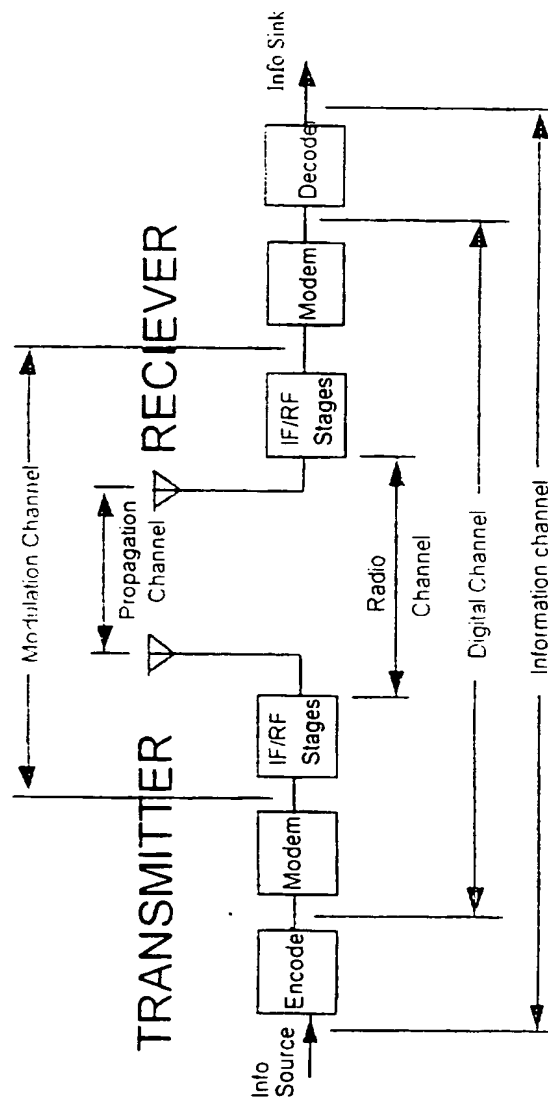 Modulation Channel
Propagation
Channel
TRANSMITTER
RECIEVER
Info
Source
Encode
Modem
IF/RF
Stages
IF/RF
Stages
Modem
Decode
Info Sink
Radio
Channel
Digital Channel
Information channel